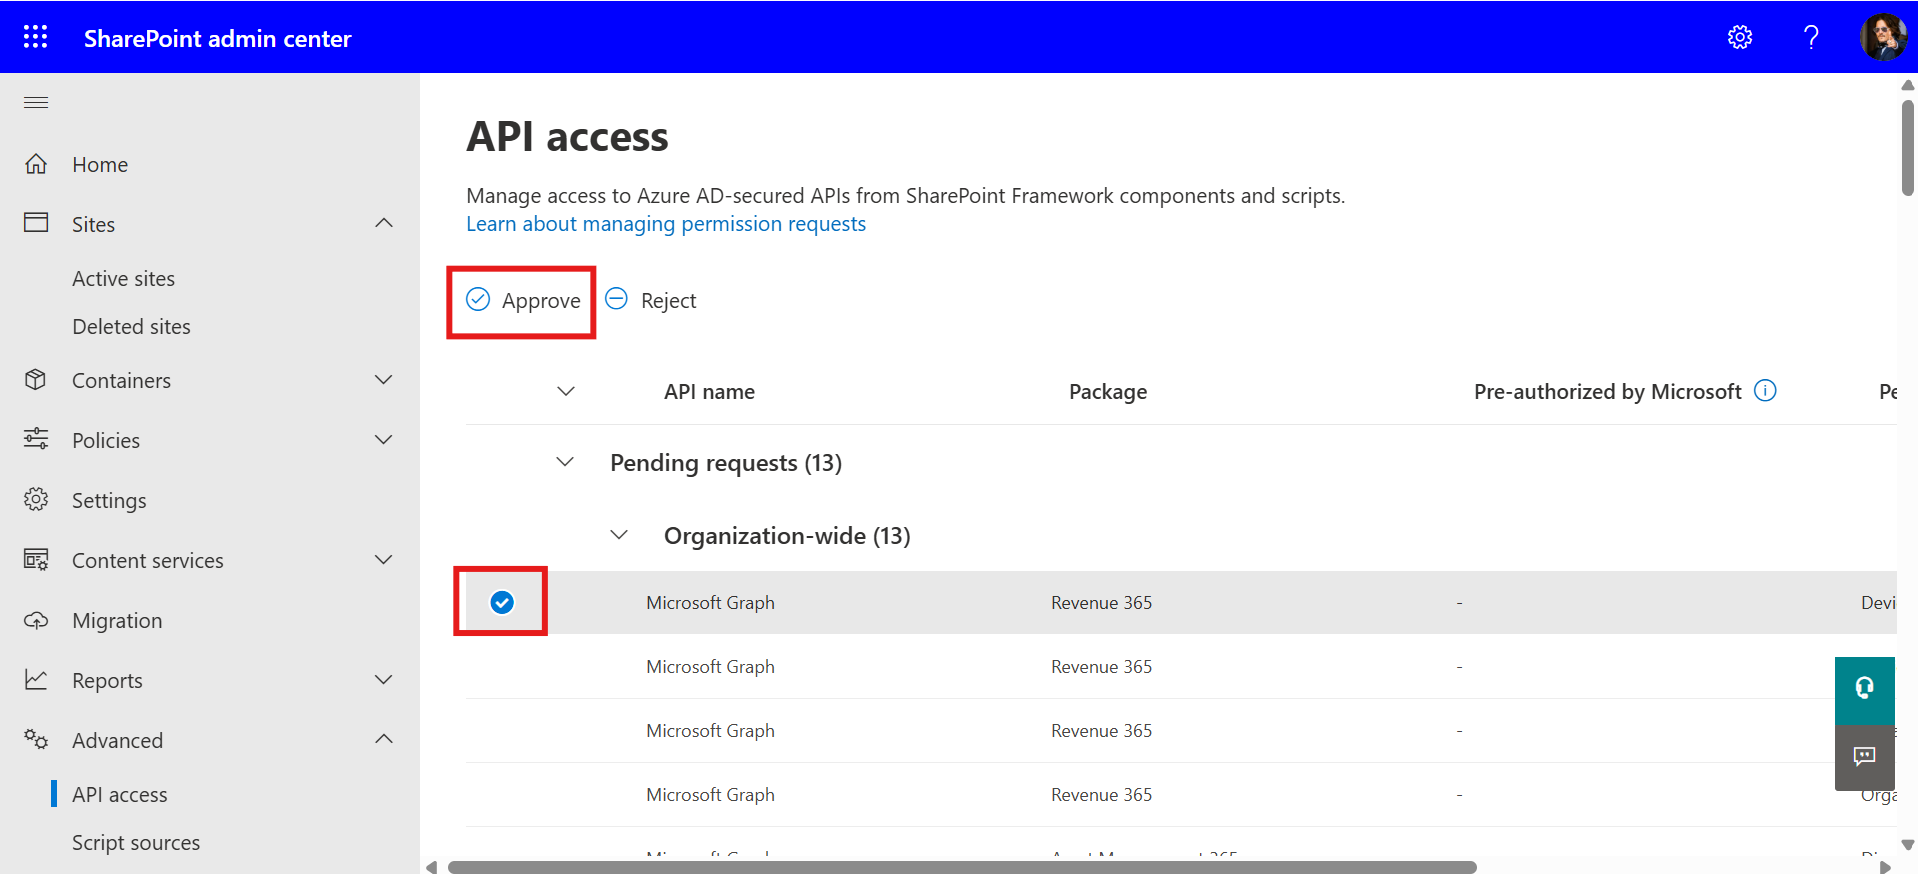 SharePoint admin center
Home
Sites
Active sites
Deleted sites
Containers
Policies
Settings
Content services
Migration
Reports
Advanced
API access
Script sources
API access
Manage access to Azure AD-secured APIs from SharePoint Framework components and scripts.
Learn about managing permission requests
Approve Reject
API name Package Pre-authorized by Microsoft Pe
Pending requests (13)
Organization-wide (13)
Microsoft Graph Revenue 365 - Devi
Microsoft Graph Revenue 365 -
Microsoft Graph Revenue 365 -
Microsoft Graph Revenue 365 - Orga